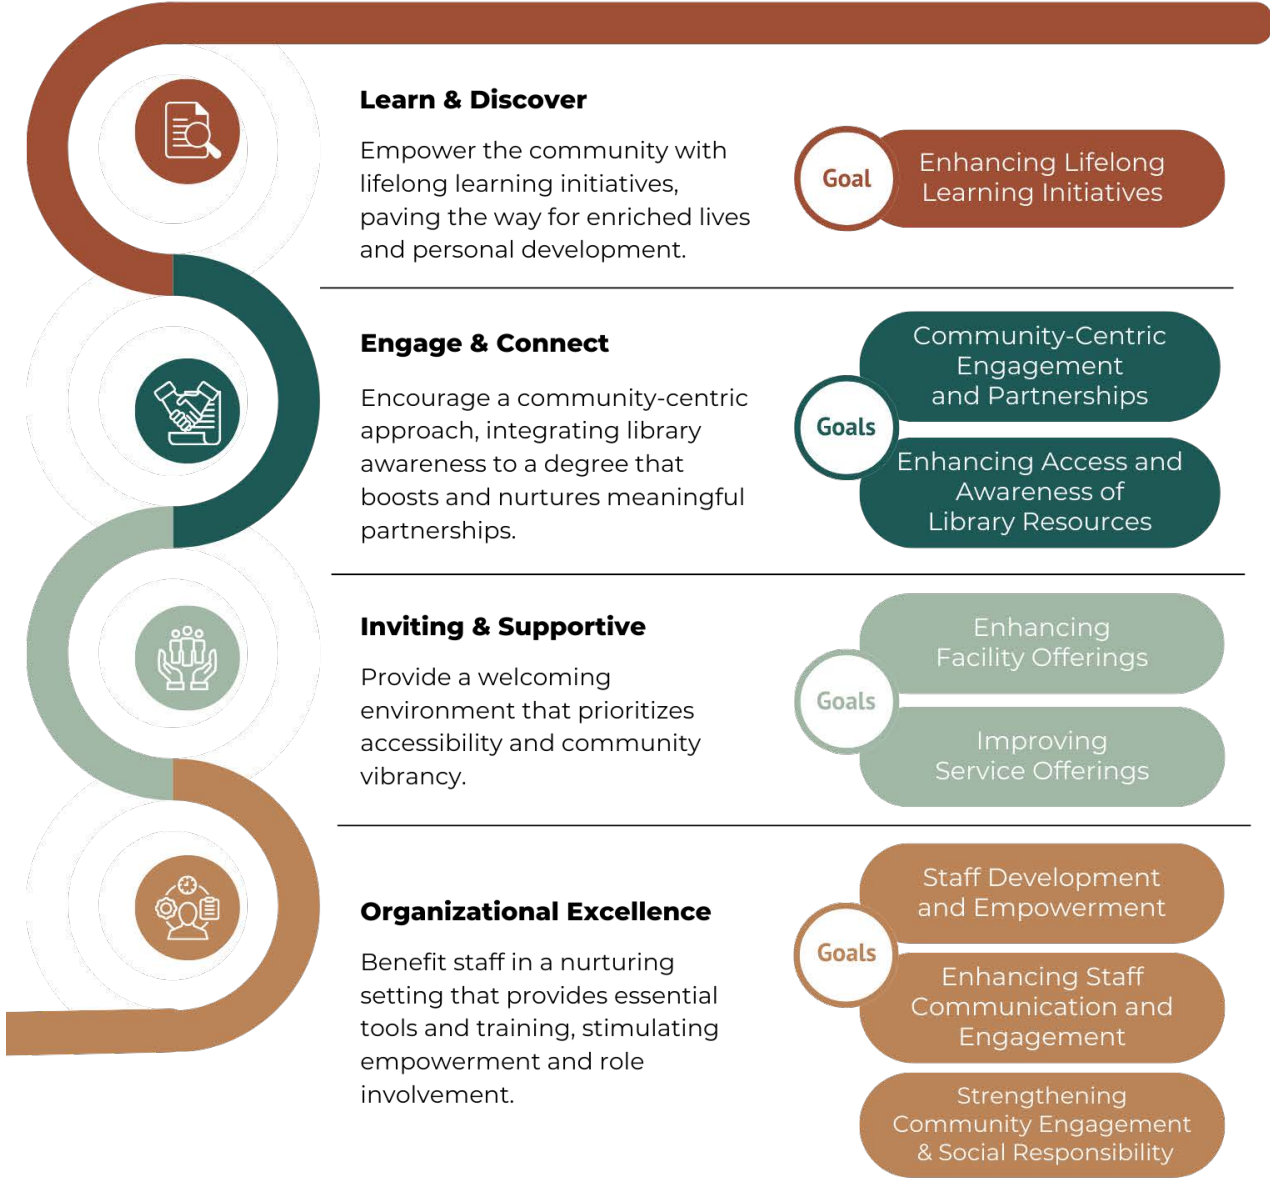 Learn & Discover
Empower the community with
lifelong learning initiatives,
paving the way for enriched lives
and personal development.
Goal
Enhancing Lifelong
Learning Initiatives
Engage & Connect
Encourage a community-centric
approach, integrating library
awareness to a degree that
boosts and nurtures meaningful
partnerships.
Goals
Community-Centric
Engagement
and Partnerships
Enhancing Access and
Awareness of
Library Resources
Inviting & Supportive
Provide a welcoming
environment that prioritizes
accessibility and community
vibrancy.
Goals
Enhancing
Facility Offerings
Improving
Service Offerings
Organizational Excellence
Benefit staff in a nurturing
setting that provides essential
tools and training, stimulating
empowerment and role
involvement.
Goals
Staff Development
and Empowerment
Enhancing Staff
Communication and
Engagement
Strengthening
Community Engagement
& Social Responsibility